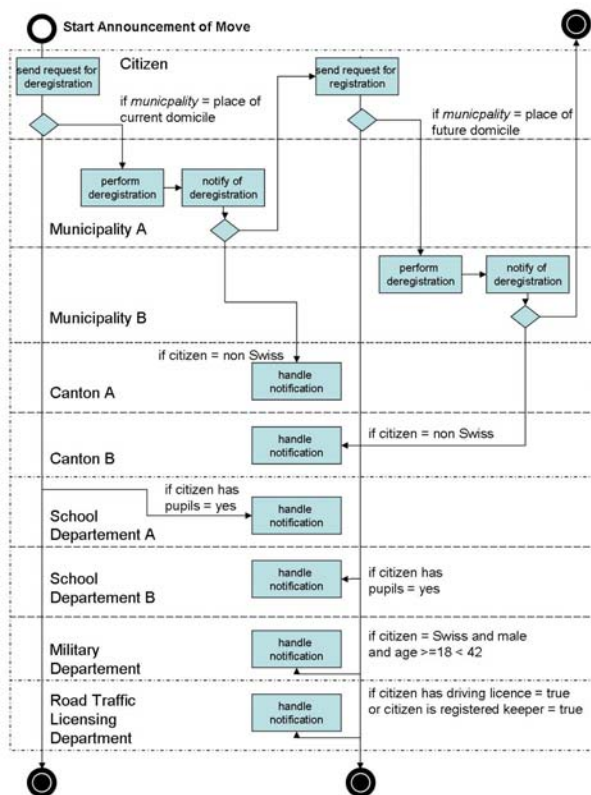 Start Announcement of Move
send request for
deregistration
Citizen
send request for
registration
if municpality = place of
current domicile
if municpality = place of
future domicile
perform
deregistration
notify of
deregistration
Municipality A
perform
deregistration
notify of
deregistration
Municipality B
if citizen = non Swiss
handle
notification
Canton A
handle
notification
if citizen = non Swiss
Canton B
if citizen has
pupils = yes
handle
notification
School
Departement A
handle
notification
if citizen has
pupils = yes
School
Departement B
handle
notification
if citizen = Swiss and male
and age >=18 < 42
Military
Departement
Road Traffic
Licensing
Department
handle
notification
if citizen has driving licence = true
or citizen is registered keeper = true